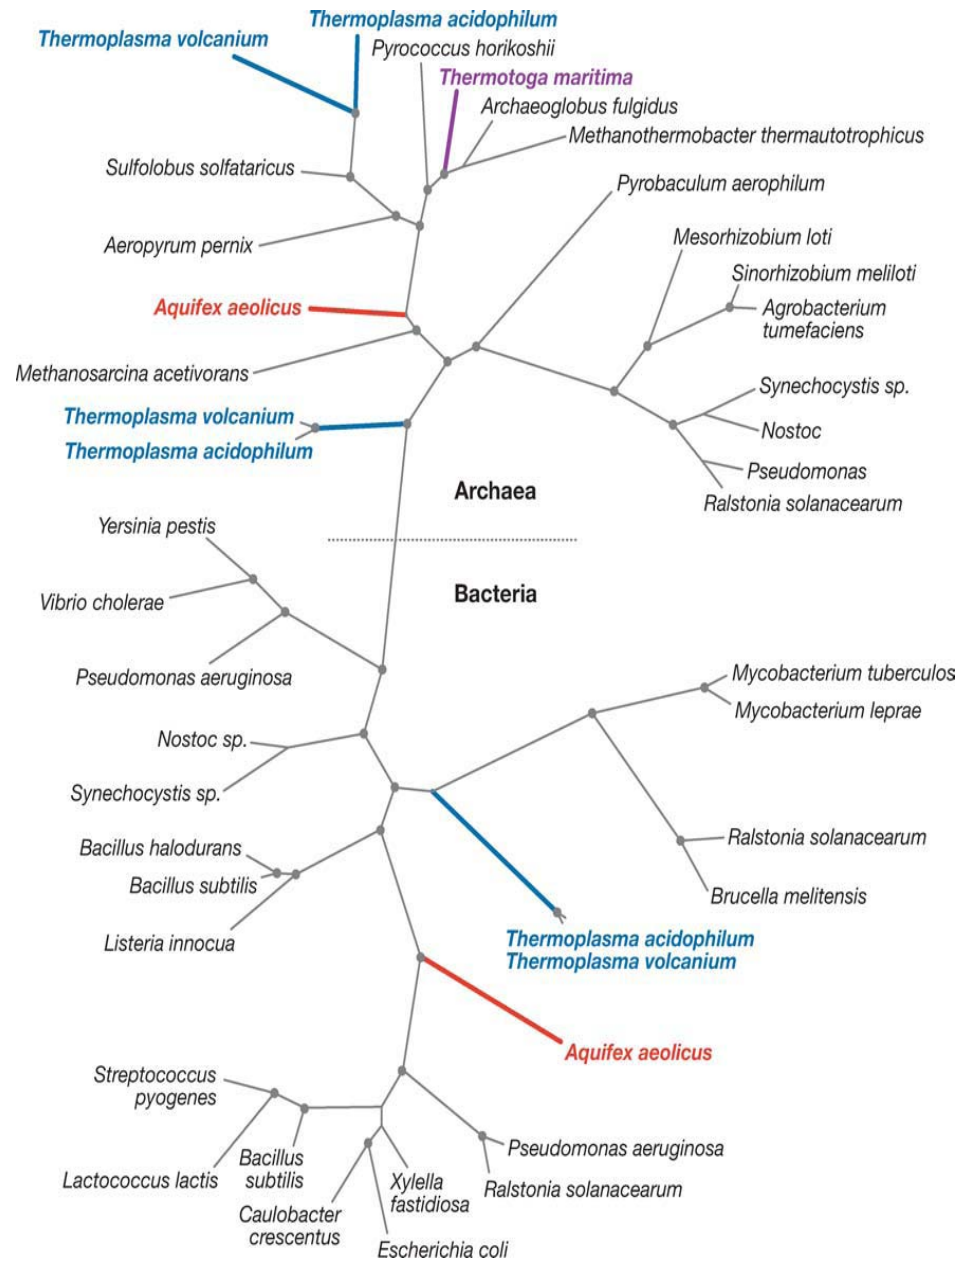 Thermoplasma acidophilum
Thermoplasma volcanium
Pyrococcus horikoshii
Thermotoga maritima
Archaeoglobus fulgidus
Methanothermobacter thermautotrophicus
Sulfolobus solfataricus
Pyrobaculum aerophilum
Aeropyrum pernix
Mesorhizobium loti
Sinorhizobium meliloti
Aquifex aeolicus
Agrobacterium
tumefaciens
Methanosarcina acetivorans
Synechocystis sp.
Thermoplasma volcanium
Nostoc
Thermoplasma acidophilum
Pseudomonas
Archaea
Ralstonia solanacearum
Yersinia pestis
Bacteria
Vibrio cholerae
Pseudomonas aeruginosa
Mycobacterium tuberculos
Mycobacterium leprae
Nostoc sp.
Synechocystis sp.
Ralstonia solanacearum
Bacillus halodurans
Bacillus subtilis
Brucella melitensis
Listeria innocua
Thermoplasma acidophilum
Thermoplasma volcanium
Aquifex aeolicus
Streptococcus
pyogenes
Pseudomonas aeruginosa
Bacillus
subtilis
Lactococcus lactis
Xylella
fastidiosa
Ralstonia solanacearum
Caulobacter
crescentus
Escherichia coli